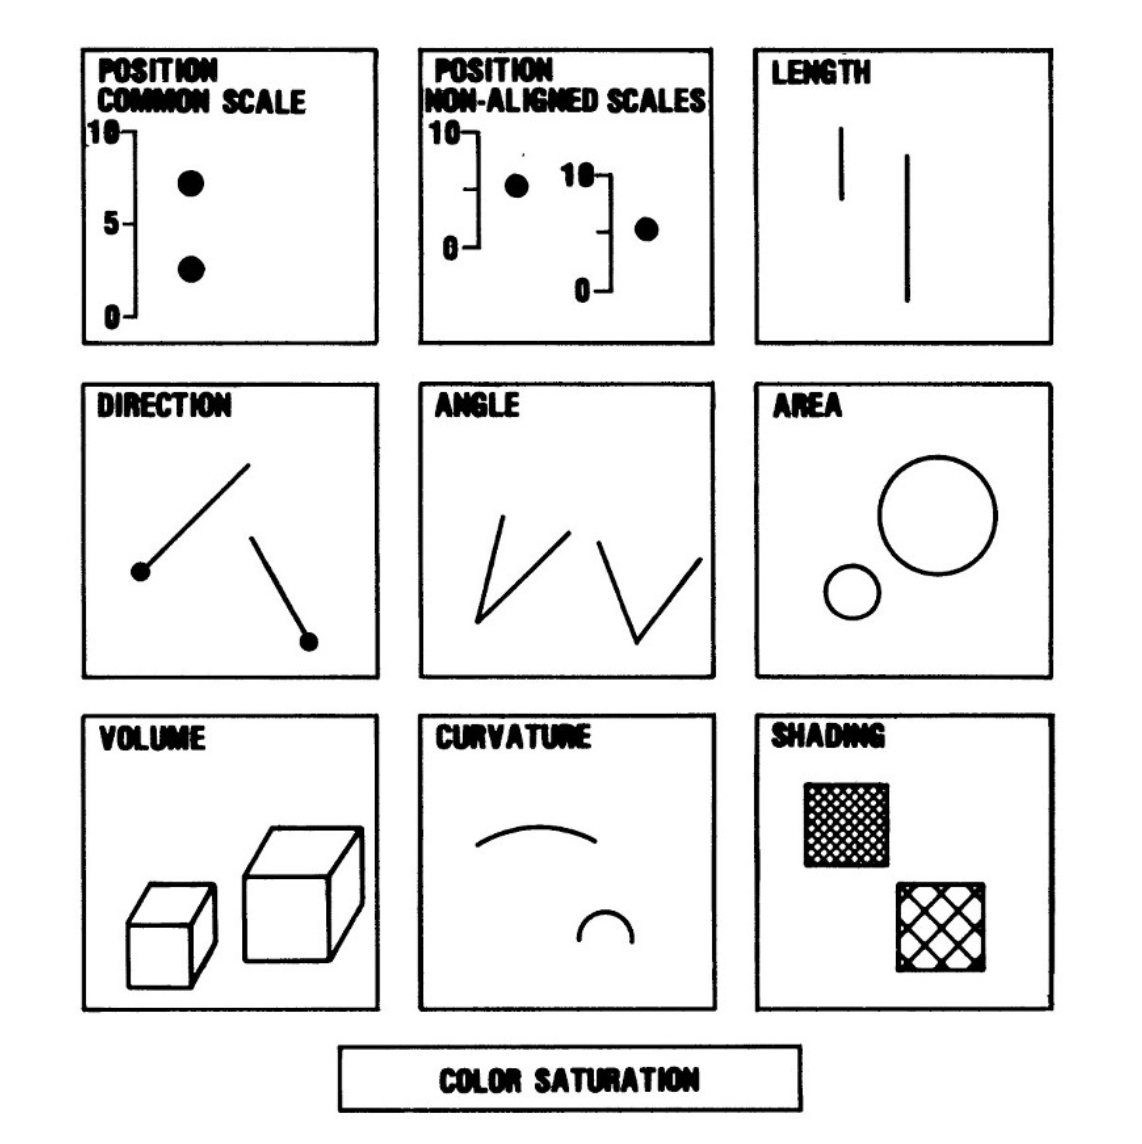 POSITION
COMMON SCALE
10
5
0
POSITION
NON-ALIGNED SCALES
10
0
10
0
LENGTH
DIRECTION
ANGLE
AREA
VOLUME
CURVATURE
SHADING
COLOR SATURATION